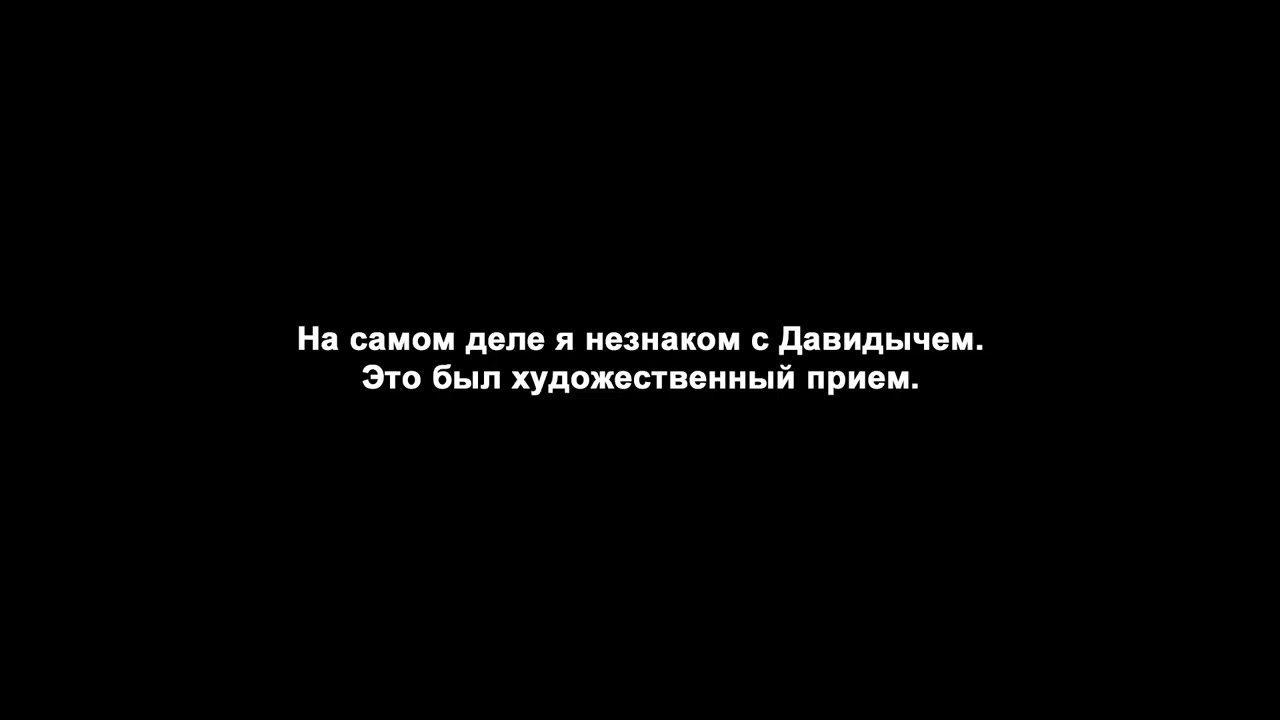 На самом деле я незнаком с Давидычем.
Это был художественный прием.